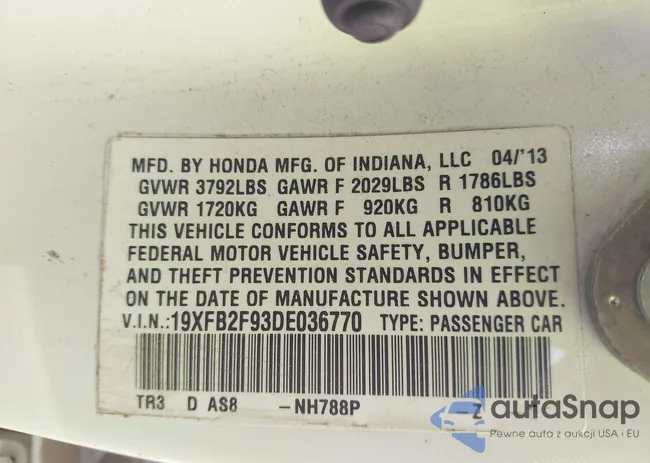 MFD. BY HONDA MFG. OF INDIANA, LLC 04/'13
GVWR 3792LBS GAWR F 2029LBS R 1786LBS
GVWR 1720KG GAWR F 920KG R 810KG
THIS VEHICLE CONFORMS TO ALL APPLICABLE
FEDERAL MOTOR VEHICLE SAFETY, BUMPER,
AND THEFT PREVENTION STANDARDS IN EFFECT
ON THE DATE OF MANUFACTURE SHOWN ABOVE.
V.I.N.:19XFB2F93DE036770 TYPE: PASSENGER CAR
TR3 D AS8 -NH788P -Z
autaSnap
Pewne auta z aukcji USA i EU